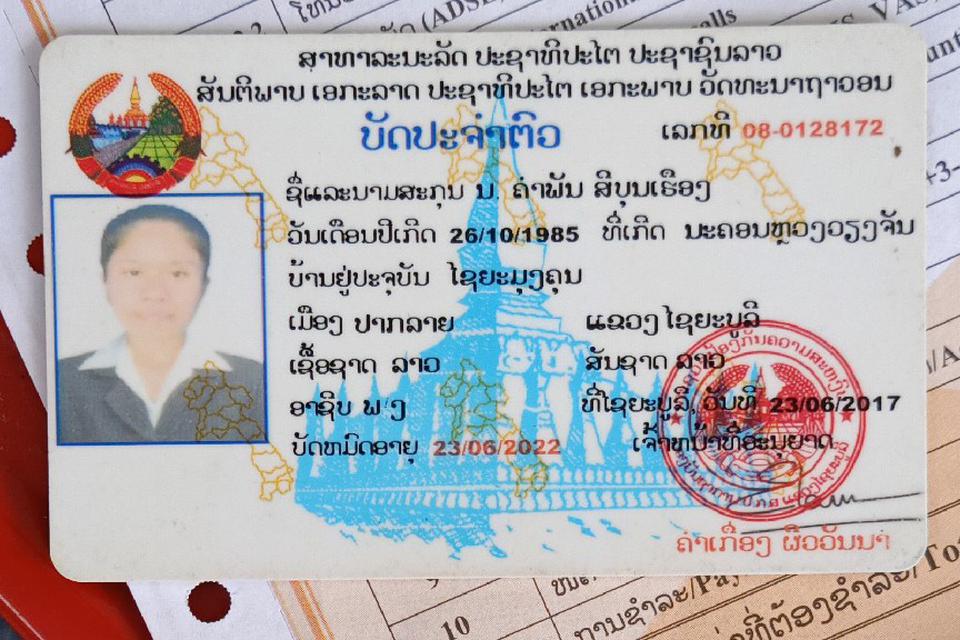 ໂທນ
ດ (ADSL
International
calls
VAS
ສາທາລະນະລັດ ປະຊາທິປະໄຕ ປະຊາຊົນລາວ
ສັນຕິພາບ ເອກະລາດ ປະຊາທິປະໄຕ ເອກະພາບ ວັດທະນາຖາວອນ
ບັດປະຈຳຕົວ
ເລກທີ 08-0128172
43-
ຊື່ແລະນາມສະກຸນ ນ. ຄຳພັນ ສີບຸນເຮືອງ
ວັນເດືອນປີເກີດ 26/10/1985 ທີ່ເກີດ ນະຄອນຫຼວງວຽງຈັນ
ບ້ານຢູ່ປະຈຸບັນ ໄຊຍະມຸງຄຸນ
ເມືອງ ປາກລາຍ ແຂວງ ໄຊຍະບູລີ
ເຊື້ອຊາດ ລາວ ສັນຊາດ ລາວ
ອາຊິບ ພ/ງ ທີ່ໄຊຍະບູລີ, ວັນທີ 23/06/2017
ບັດຫມົດອາຍຸ 23/06/2022 ເຈົ້າຫນ້າທີ່ອະນຸຍາດ
ຄຳເກື່ອງ ຜິວວັນນາ
10
ການຊຳລະ/Pay
ທີ່ຕ້ອງຊຳລະ/To